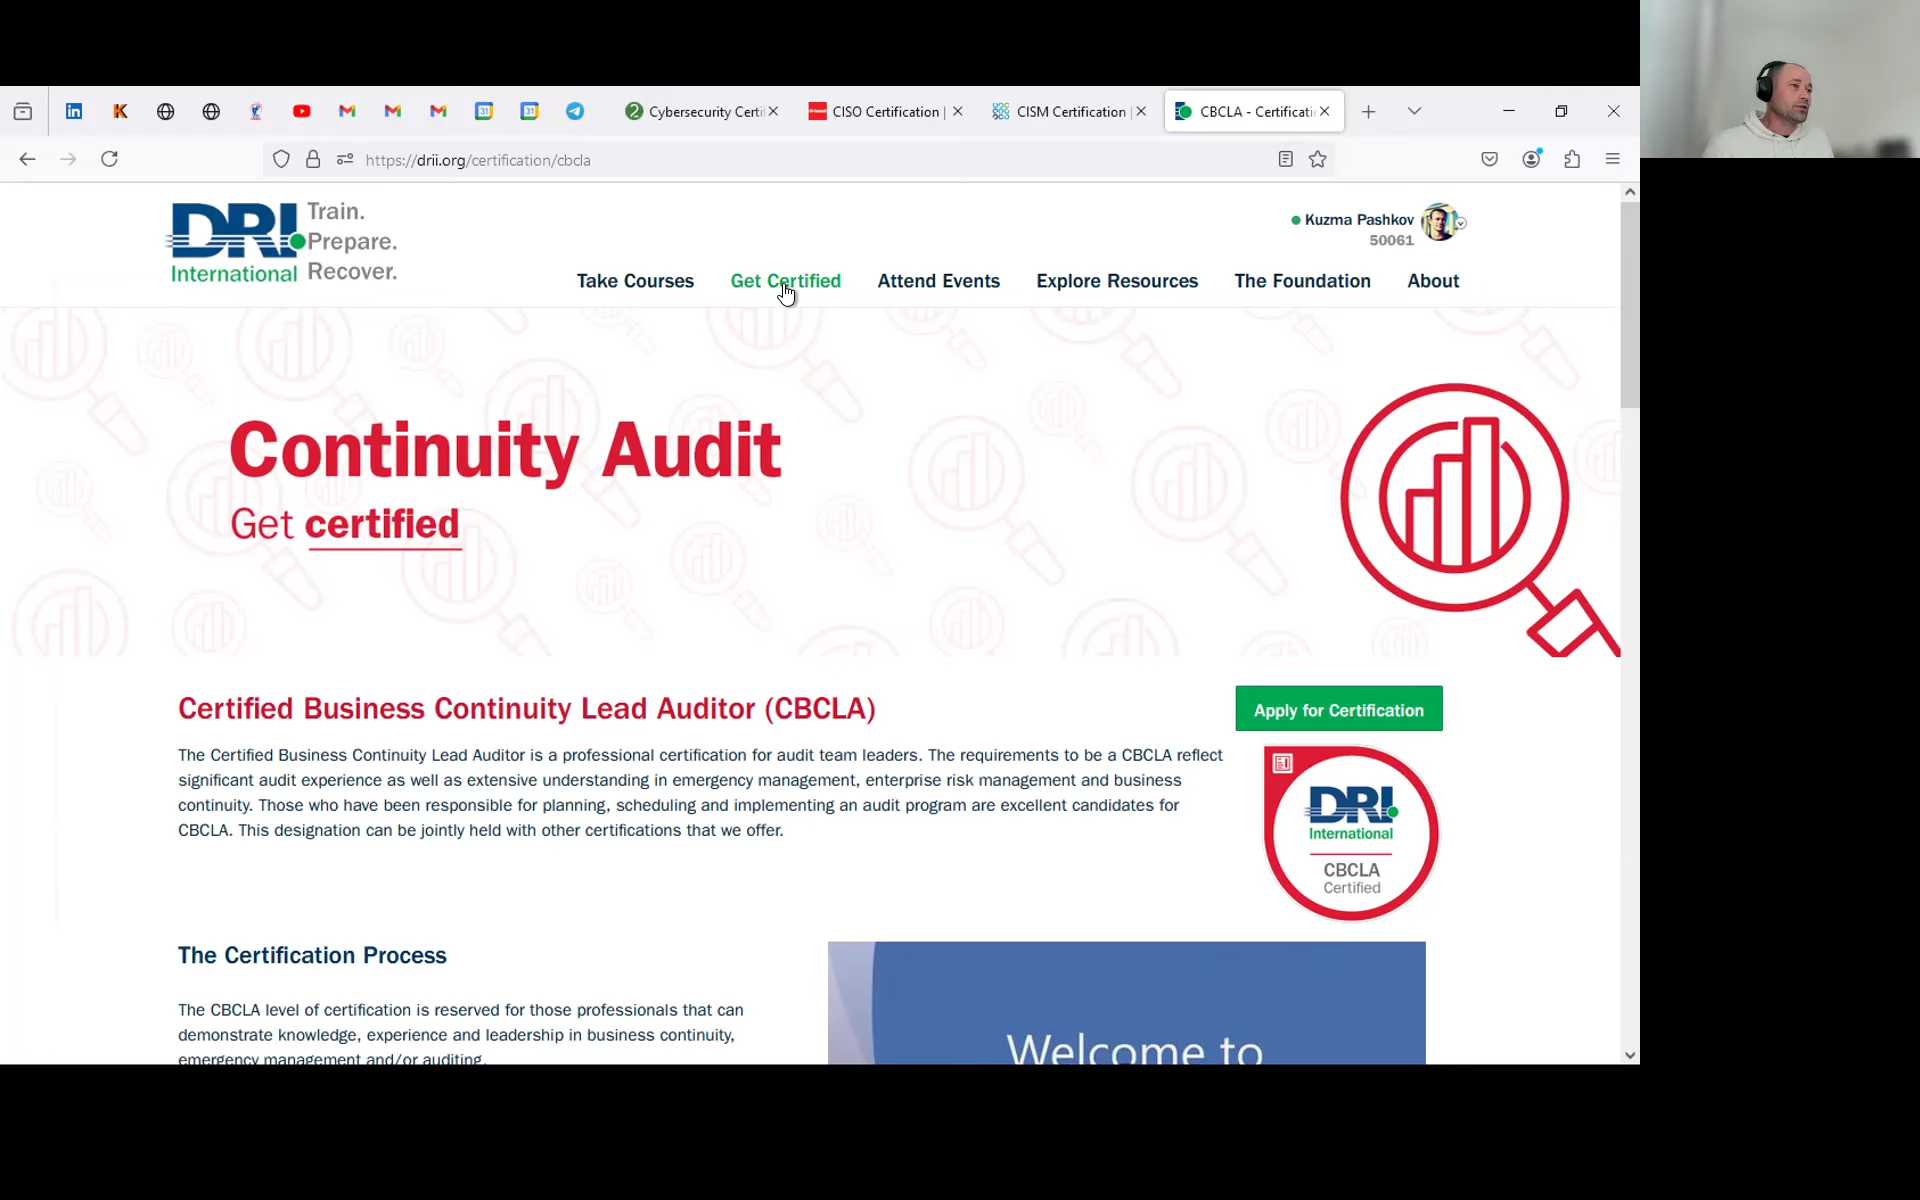 Cybersecurity Certi
CISO Certification |
CISM Certification |
CBCLA - Certificati
https://drii.org/certification/cbcla
DRI
International
Train.
Prepare.
Recover.
Kuzma Pashkov
50061
Take Courses
Get Certified
Attend Events
Explore Resources
The Foundation
About
Continuity Audit
Get certified
Certified Business Continuity Lead Auditor (CBCLA)
Apply for Certification
The Certified Business Continuity Lead Auditor is a professional certification for audit team leaders. The requirements to be a CBCLA reflect
significant audit experience as well as extensive understanding in emergency management, enterprise risk management and business
continuity. Those who have been responsible for planning, scheduling and implementing an audit program are excellent candidates for
CBCLA. This designation can be jointly held with other certifications that we offer.
DRI
International
CBCLA
Certified
The Certification Process
The CBCLA level of certification is reserved for those professionals that can
demonstrate knowledge, experience and leadership in business continuity,
emergency management and/or auditing.
Welcome to